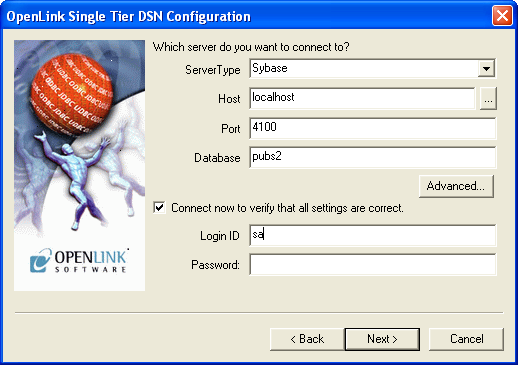 OpenLink Single Tier DSN Configuration
Which server do you want to connect to?
ServerType Sybase
Host localhost ...
Port 4100
Database pubs2
Advanced...
Connect now to verify that all settings are correct.
Login ID sa
Password:
OPENLINK
SOFTWARE
< Back Next > Cancel